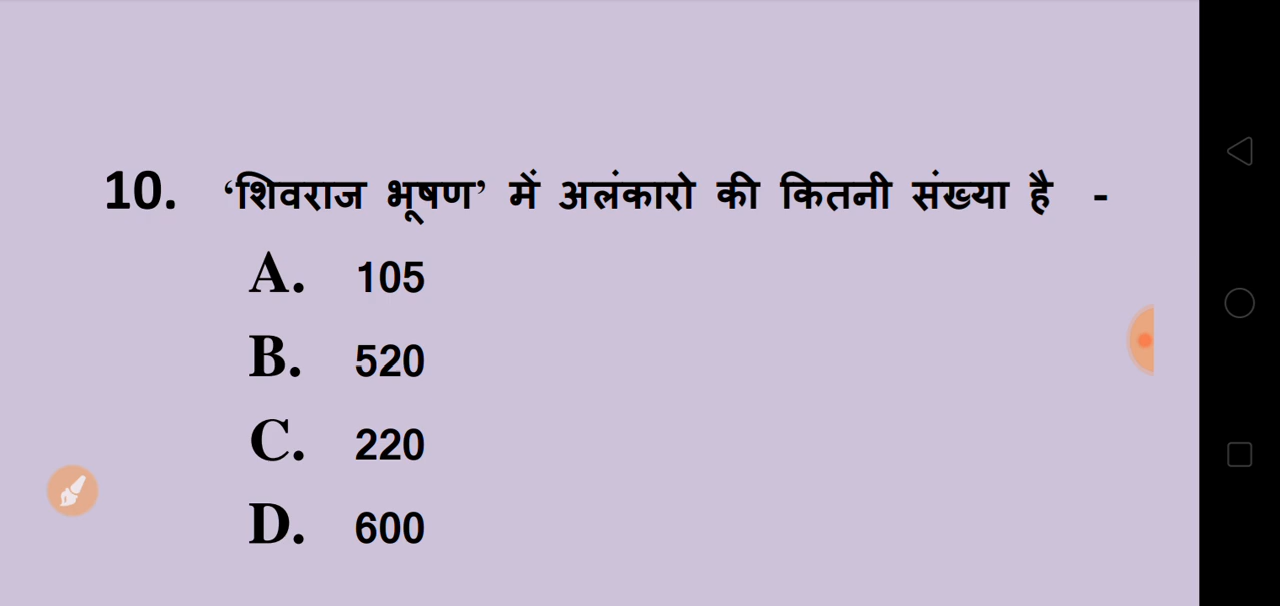 10. ‘शिवराज भूषण’ में अलंकारो की कितनी संख्या है -
A. 105
B. 520
C. 220
D. 600